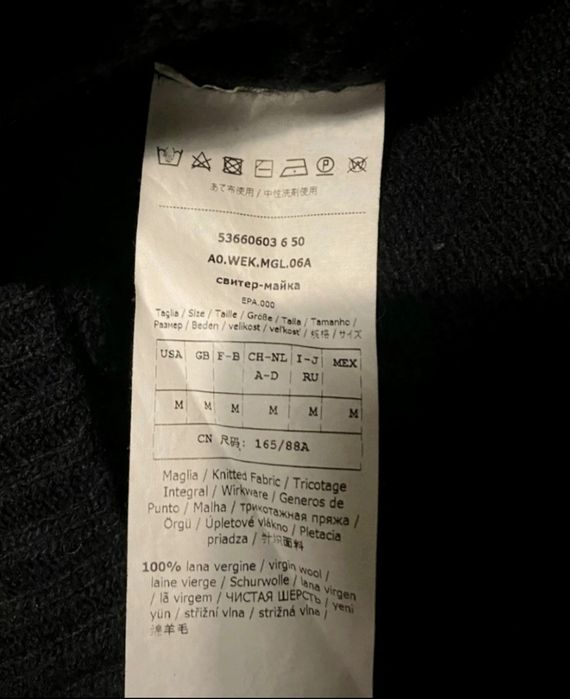 あて布使用 / 中性洗剤使用
53660603 6 50
A0.WEK.MGL.06A
свитер-майка
EPA.000
Taglia / Size / Taille / Größe / Talla / Tamanho /
Размер / Beden / velikost / veľkosť / 规格 / サイズ
USA GB F-B CH-NL I-J MEX
A-D RU
M M M M M M
CN 尺码: 165/88A
Maglia / Knitted Fabric / Tricotage
Integral / Wirkware / Generos de
Punto / Malha / трикотажная пряжа /
Örgü / Úpletové vlákno / Pletacia
priadza / 针织面料
100% lana vergine / virgin wool /
laine vierge / Schurwolle / lana virgen
/ lã virgem / ЧИСТАЯ ШЕРСТЬ / yeni
yün / střižní vlna / strižná vlna /
绵羊毛